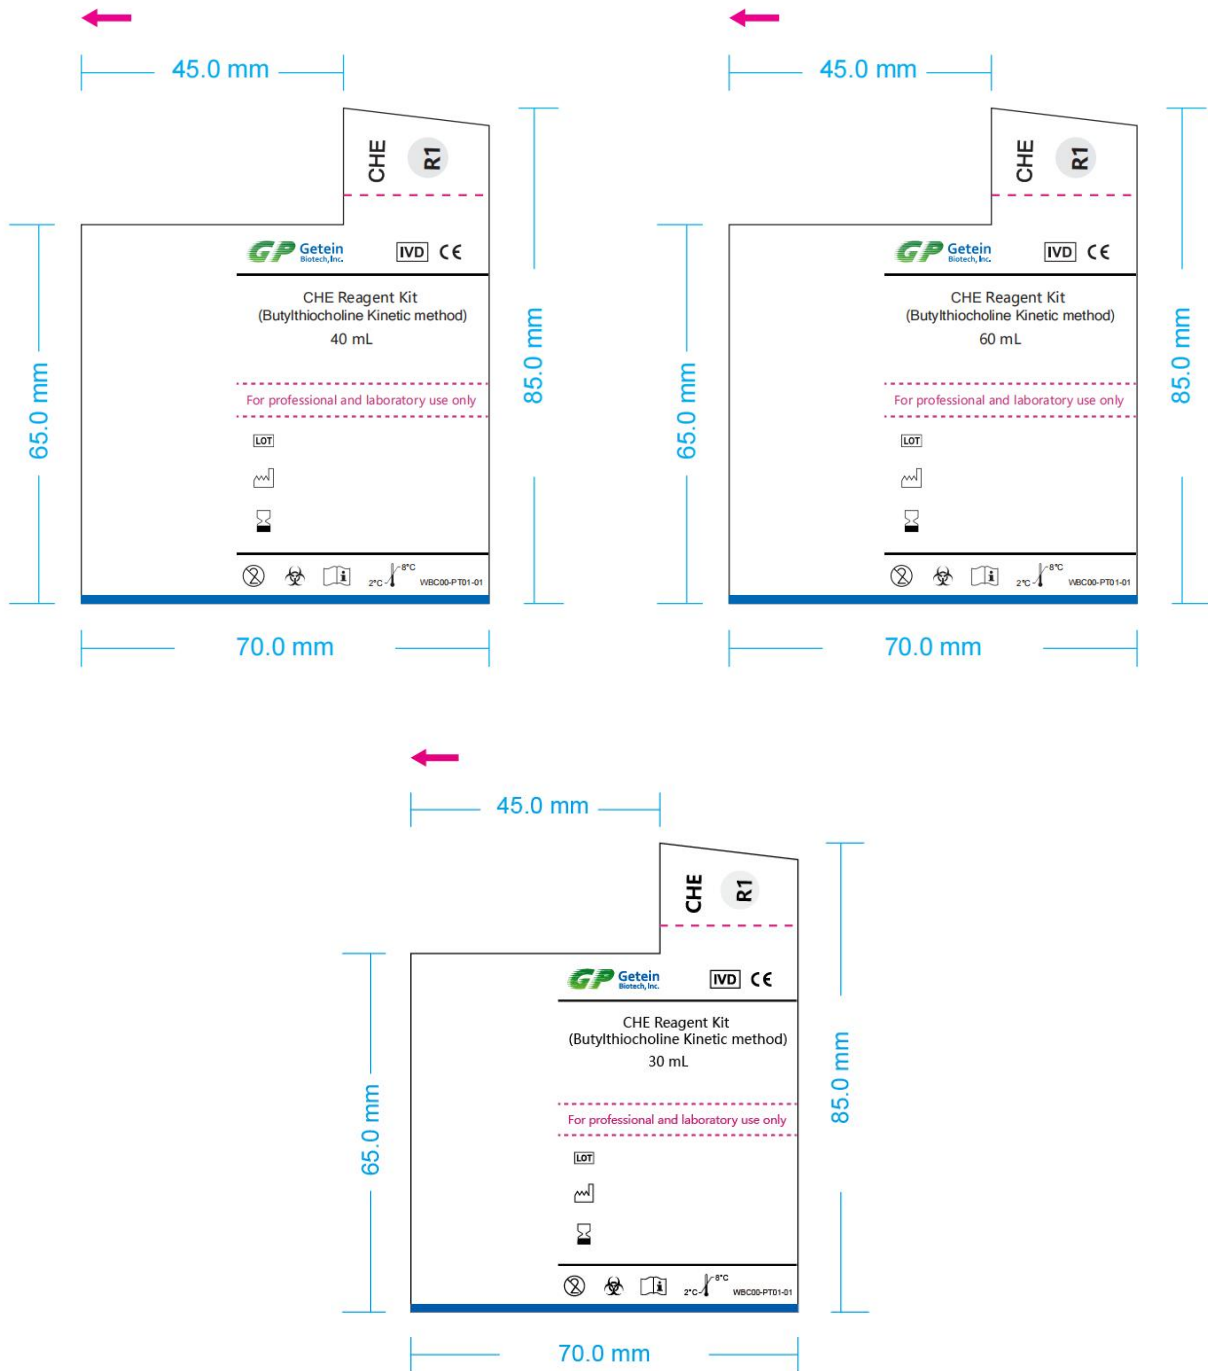 45.0 mm
CHE R1
GP Getein
Biotech, Inc.
IVD CE
CHE Reagent Kit
(Butylthiocholine Kinetic method)
40 mL
For professional and laboratory use only
LOT
2
i
2°C
8°C
WBC00-PT01-01
65.0 mm
85.0 mm
70.0 mm
45.0 mm
CHE R1
GP Getein
Biotech, Inc.
IVD CE
CHE Reagent Kit
(Butylthiocholine Kinetic method)
60 mL
For professional and laboratory use only
LOT
2
i
2°C
8°C
WBC00-PT01-01
65.0 mm
85.0 mm
70.0 mm
45.0 mm
CHE R1
GP Getein
Biotech, Inc.
IVD CE
CHE Reagent Kit
(Butylthiocholine Kinetic method)
30 mL
For professional and laboratory use only
LOT
2
i
2°C
8°C
WBC00-PT01-01
65.0 mm
85.0 mm
70.0 mm